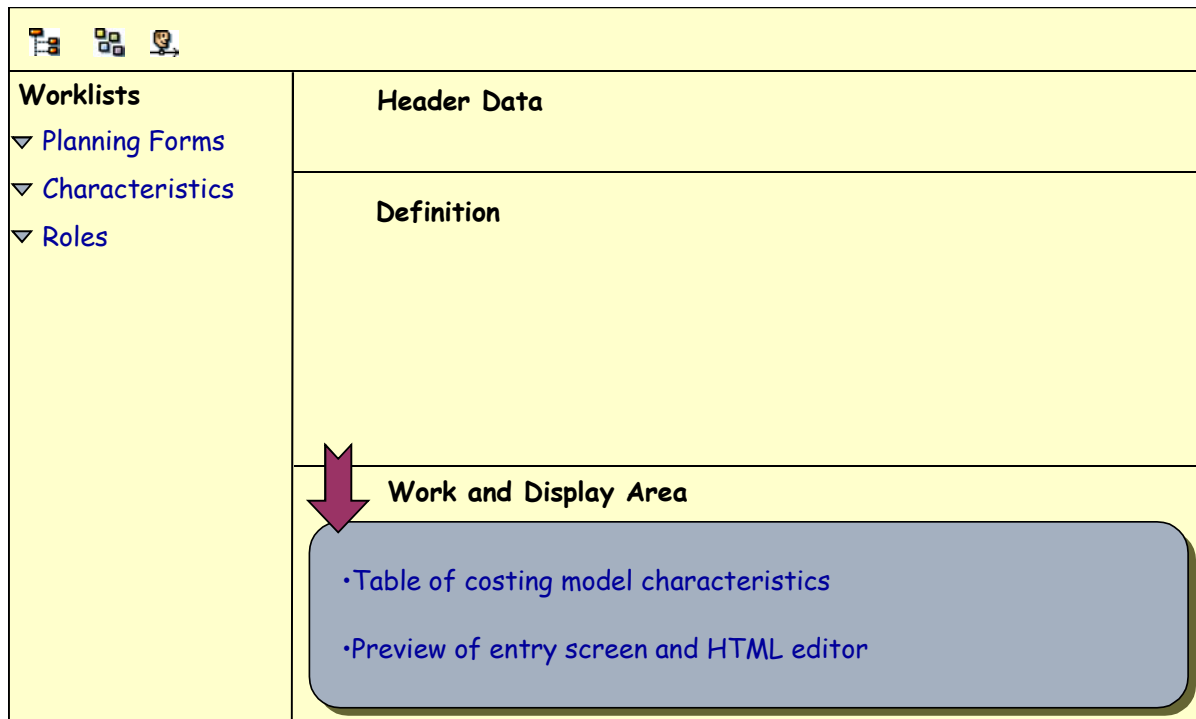 Worklists
Planning Forms
Characteristics
Roles
Header Data
Definition
Work and Display Area
•Table of costing model characteristics
•Preview of entry screen and HTML editor